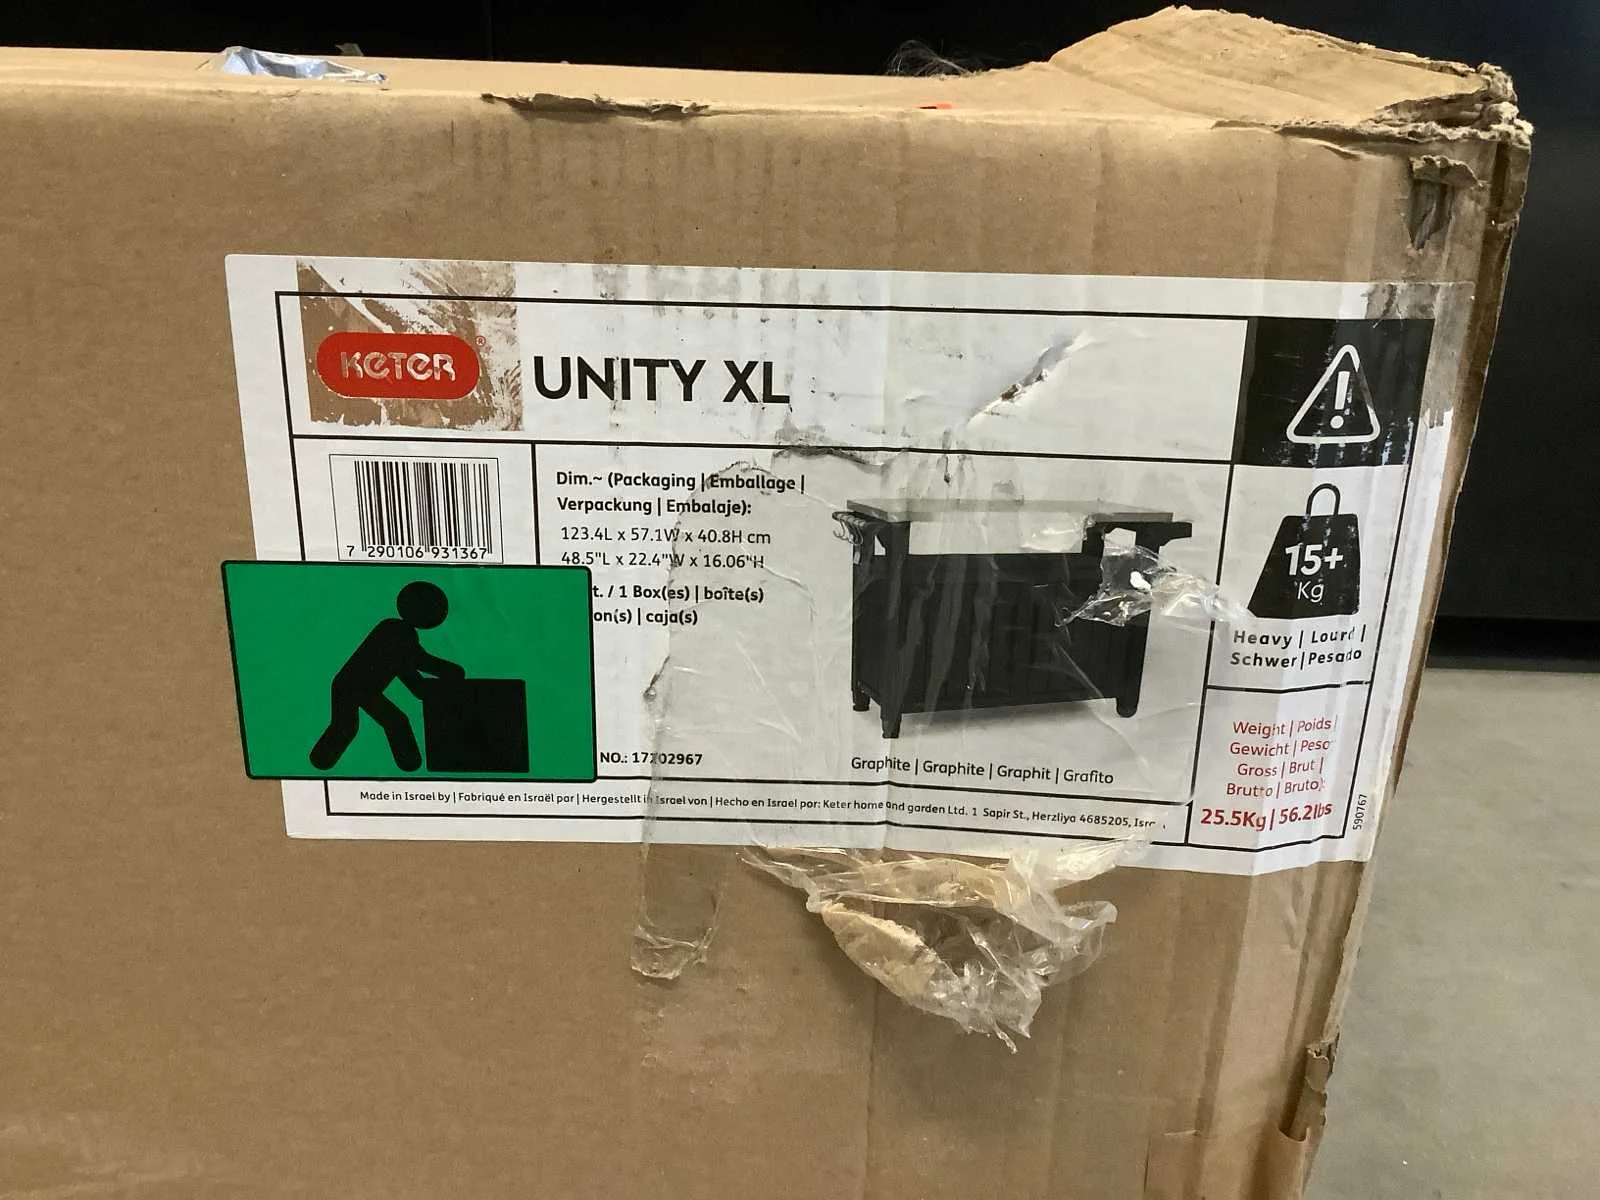 KETER®
UNITY XL
7 290106 931367
Dim.~ (Packaging | Emballage |
Verpackung | Embalaje):
123.4L x 57.1W x 40.8H cm
48.5"L x 22.4"W x 16.06"H
t. / 1 Box(es) | boîte(s)
on(s) | caja(s)
NO.: 17202967
Graphite | Graphite | Graphit | Grafito
Made in Israel by | Fabriqué en Israël par | Hergestellt in Israel von | Hecho en Israel por: Keter home and garden Ltd. 1 Sapir St., Herzliya 4685205,
15+
Kg
Heavy | Lourd |
Schwer | Pesado
Weight | Poids |
Gewicht | Peso
Gross | Brut |
Brutto | Bruto):
25.5Kg | 56.2lbs
590767